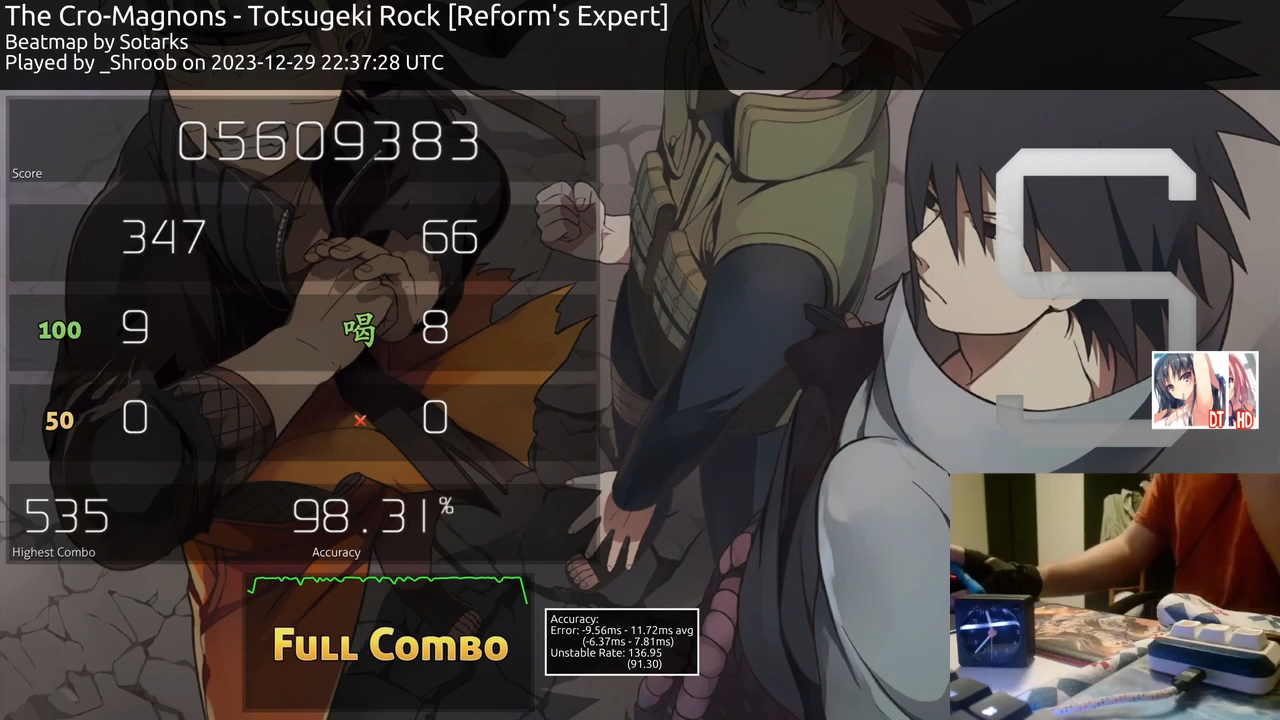 The Cro-Magnons - Totsugeki Rock [Reform's Expert]
Beatmap by Sotarks
Played by _Shroob on 2023-12-29 22:37:28 UTC
05609383
Score
347 66
100 9 喝 8
50 0 × 0
535 98.31%
Highest Combo Accuracy
S
DT HD
FULL COMBO
Accuracy:
Error: -9.56ms - 11.72ms avg
(-6.37ms - 7.81ms)
Unstable Rate: 136.95
(91.30)